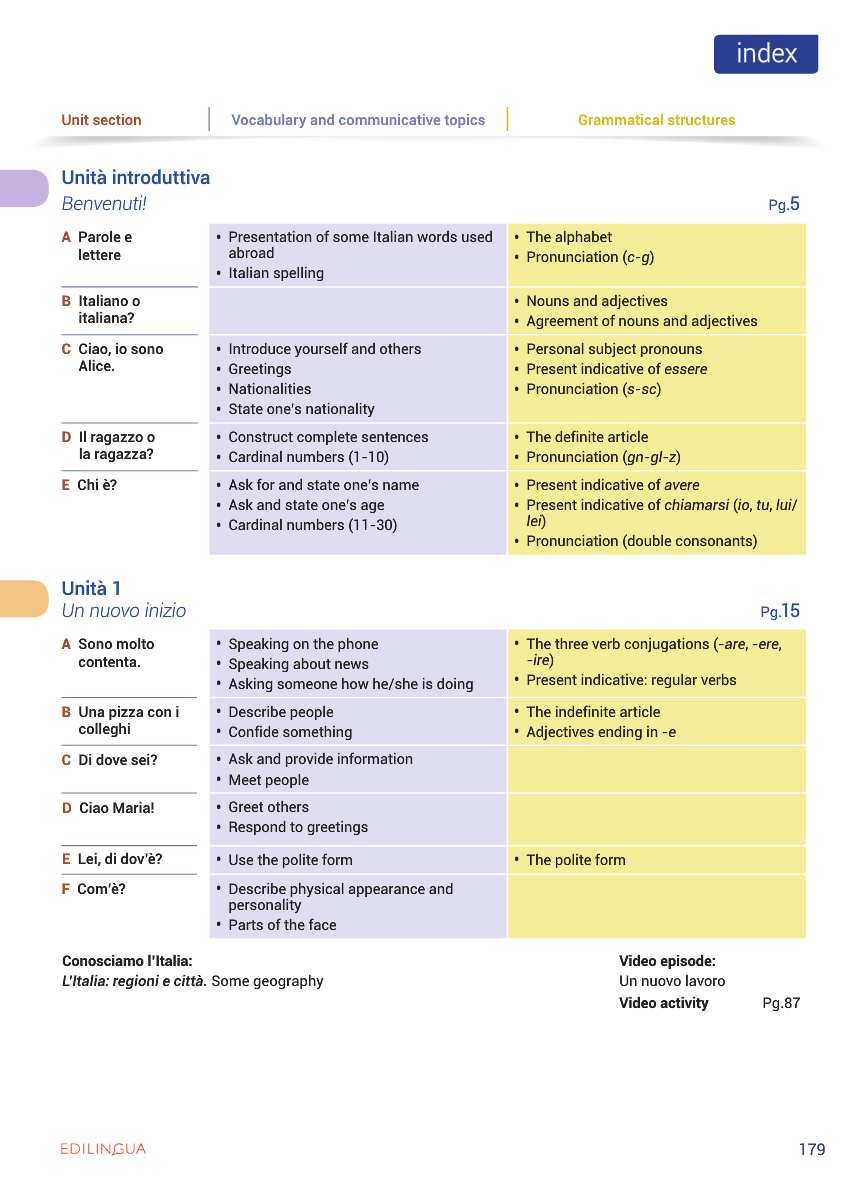 index
Unit section
Vocabulary and communicative topics
Grammatical structures
Unità introduttiva
Benvenuti!
Pg.5
A Parole e
lettere
• Presentation of some Italian words used
abroad
• Italian spelling
• The alphabet
• Pronunciation (c-g)
B Italiano o
italiana?
• Nouns and adjectives
• Agreement of nouns and adjectives
C Ciao, io sono
Alice.
• Introduce yourself and others
• Greetings
• Nationalities
• State one's nationality
• Personal subject pronouns
• Present indicative of essere
• Pronunciation (s-sc)
D Il ragazzo o
la ragazza?
• Construct complete sentences
• Cardinal numbers (1-10)
• The definite article
• Pronunciation (gn-gl-z)
E Chi è?
• Ask for and state one's name
• Ask and state one's age
• Cardinal numbers (11-30)
• Present indicative of avere
• Present indicative of chiamarsi (io, tu, lui/
lei)
• Pronunciation (double consonants)
Unità 1
Un nuovo inizio
Pg.15
A Sono molto
contenta.
• Speaking on the phone
• Speaking about news
• Asking someone how he/she is doing
• The three verb conjugations (-are, -ere,
-ire)
• Present indicative: regular verbs
B Una pizza con i
colleghi
• Describe people
• Confide something
• The indefinite article
• Adjectives ending in -e
C Di dove sei?
• Ask and provide information
• Meet people
D Ciao Maria!
• Greet others
• Respond to greetings
E Lei, di dov'è?
• Use the polite form
• The polite form
F Com'è?
• Describe physical appearance and
personality
• Parts of the face
Conosciamo l'Italia:
L'Italia: regioni e città. Some geography
Video episode:
Un nuovo lavoro
Video activity Pg.87
EDILINGUA
179